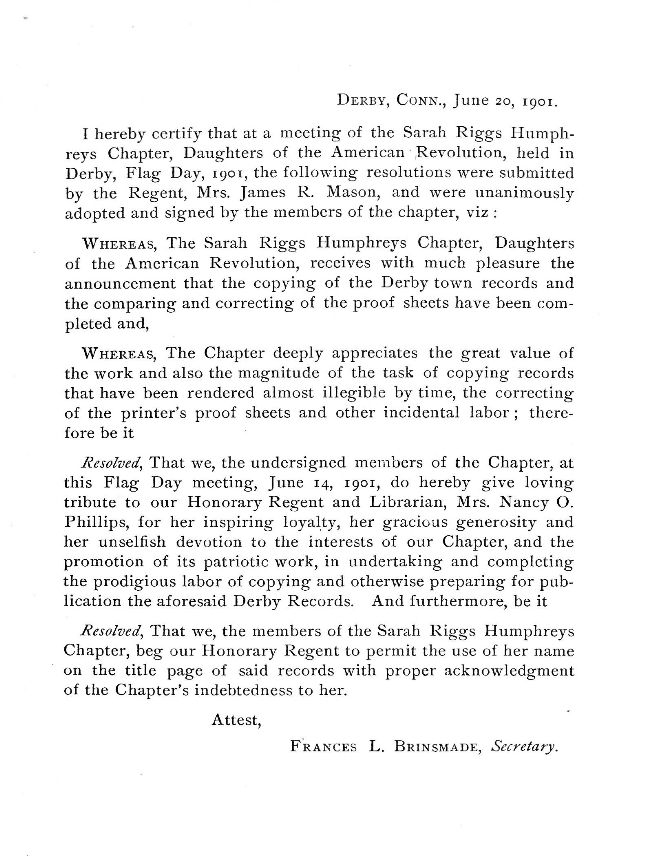 DERBY, CONN., June 20, 1901.
I hereby certify that at a meeting of the Sarah Riggs Humph-
reys Chapter, Daughters of the American Revolution, held in
Derby, Flag Day, 1901, the following resolutions were submitted
by the Regent, Mrs. James R. Mason, and were unanimously
adopted and signed by the members of the chapter, viz :
WHEREAS, The Sarah Riggs Humphreys Chapter, Daughters
of the American Revolution, receives with much pleasure the
announcement that the copying of the Derby town records and
the comparing and correcting of the proof sheets have been com-
pleted and,
WHEREAS, The Chapter deeply appreciates the great value of
the work and also the magnitude of the task of copying records
that have been rendered almost illegible by time, the correcting
of the printer's proof sheets and other incidental labor ; there-
fore be it
Resolved, That we, the undersigned members of the Chapter, at
this Flag Day meeting, June 14, 1901, do hereby give loving
tribute to our Honorary Regent and Librarian, Mrs. Nancy O.
Phillips, for her inspiring loyalty, her gracious generosity and
her unselfish devotion to the interests of our Chapter, and the
promotion of its patriotic work, in undertaking and completing
the prodigious labor of copying and otherwise preparing for pub-
lication the aforesaid Derby Records. And furthermore, be it
Resolved, That we, the members of the Sarah Riggs Humphreys
Chapter, beg our Honorary Regent to permit the use of her name
on the title page of said records with proper acknowledgment
of the Chapter's indebtedness to her.
Attest,
FRANCES L. BRINSMADE, Secretary.